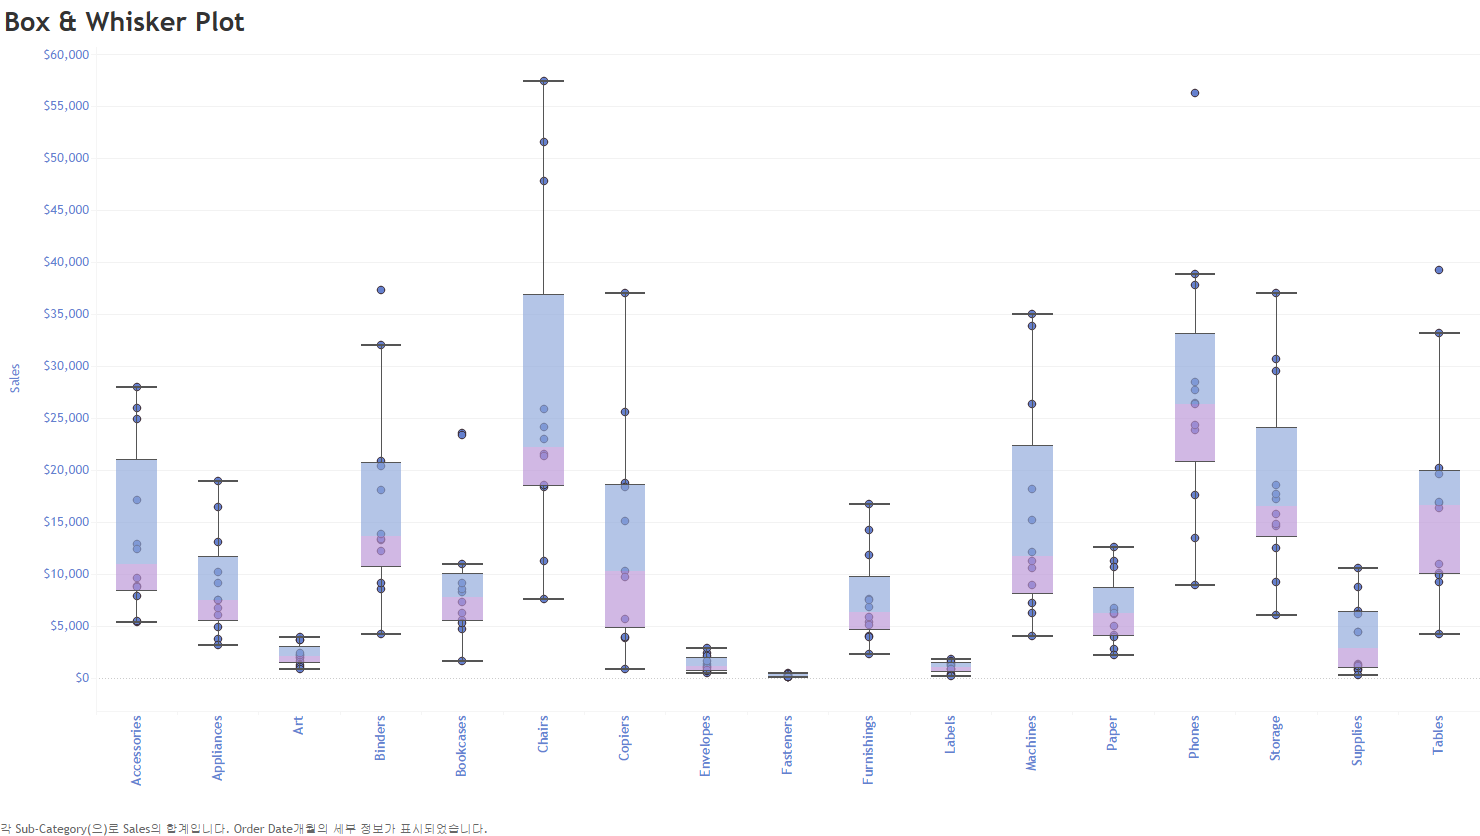 Box & Whisker Plot
$60,000
$55,000
$50,000
$45,000
$40,000
$35,000
$30,000
$25,000
$20,000
$15,000
$10,000
$5,000
$0
Sales
Accessories
Appliances
Art
Binders
Bookcases
Chairs
Copiers
Envelopes
Fasteners
Furnishings
Labels
Machines
Paper
Phones
Storage
Supplies
Tables
각 Sub-Category(으)로 Sales의 합계입니다. Order Date개월의 세부 정보가 표시되었습니다.